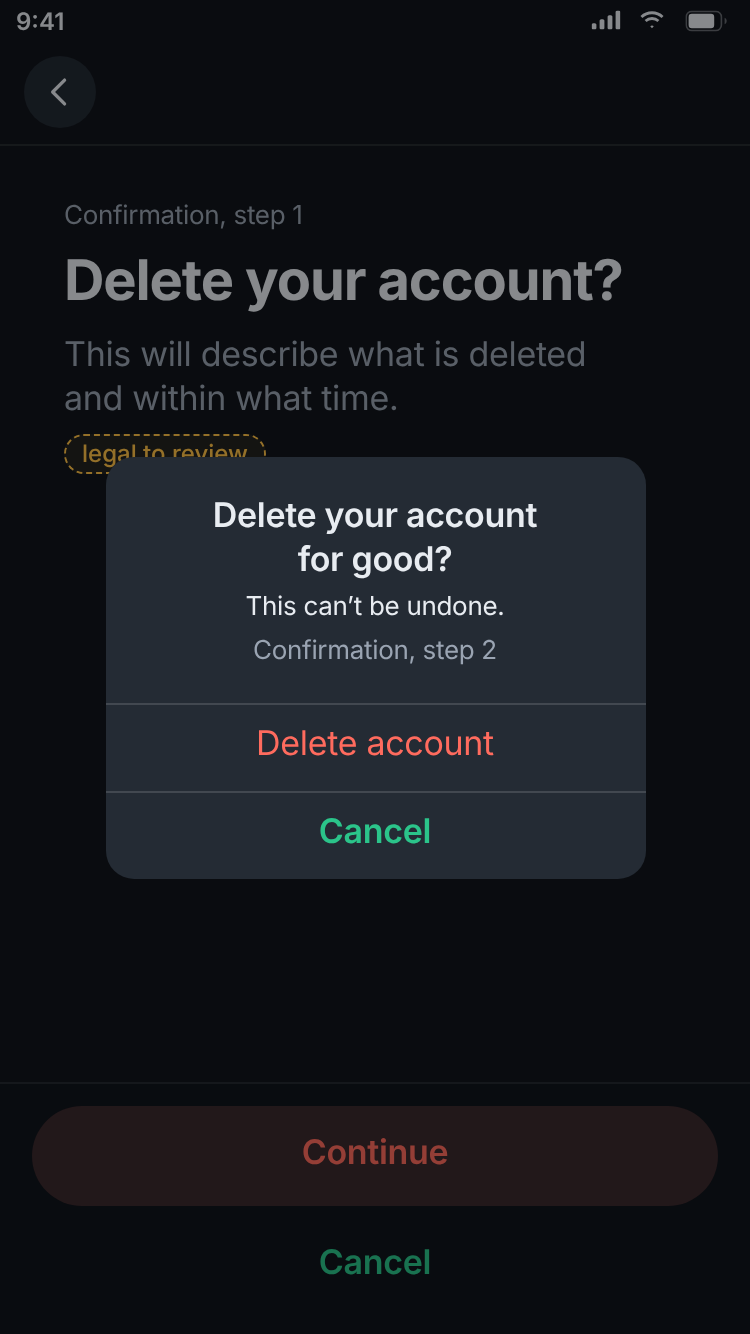 9:41
Confirmation, step 1
Delete your account?
This will describe what is deleted
and within what time.
legal to review
Delete your account
for good?
This can’t be undone.
Confirmation, step 2
Delete account
Cancel
Continue
Cancel